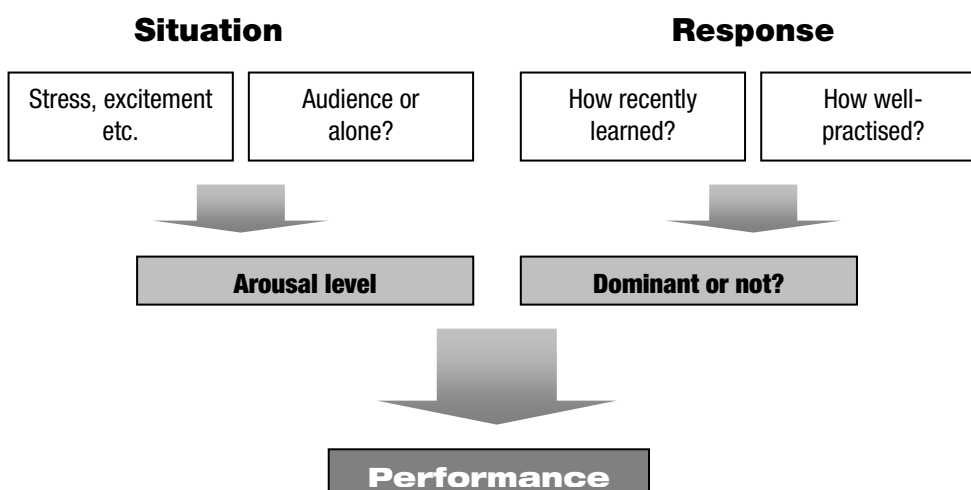 Situation
Response
Stress, excitement
etc.
Audience or
alone?
How recently
learned?
How well-
practised?
Arousal level
Dominant or not?
Performance